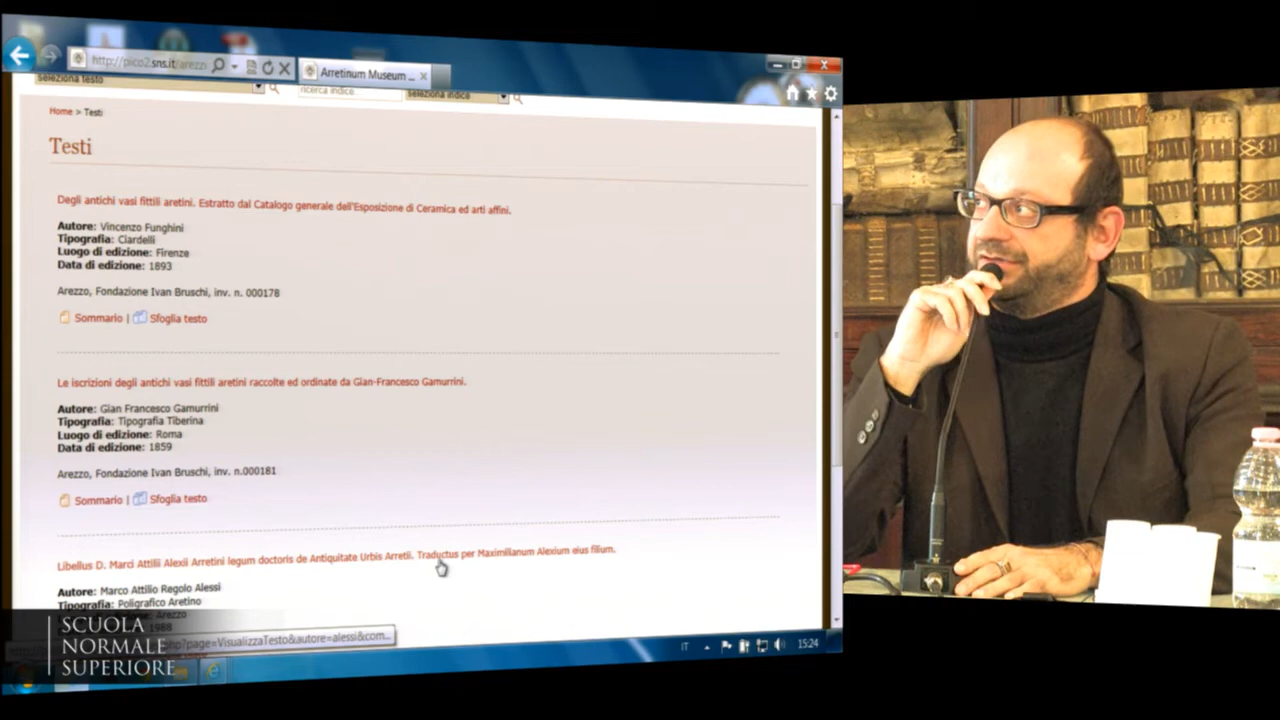 http://pico2.sns.it/arezz
Arretinum Museum ...
seleziona testo
ricerca indice
seleziona indice
Home > Testi
Testi
Degli antichi vasi fittili aretini. Estratto dal Catalogo generale dell'Esposizione di Ceramica ed arti affini.
Autore: Vincenzo Funghini
Tipografia: Ciardelli
Luogo di edizione: Firenze
Data di edizione: 1893
Arezzo, Fondazione Ivan Bruschi, inv. n. 000178
Sommario | Sfoglia testo
Le iscrizioni degli antichi vasi fittili aretini raccolte ed ordinate da Gian-Francesco Gamurrini.
Autore: Gian Francesco Gamurrini
Tipografia: Tipografia Tiberina
Luogo di edizione: Roma
Data di edizione: 1859
Arezzo, Fondazione Ivan Bruschi, inv. n.000181
Sommario | Sfoglia testo
Libellus D. Marci Attilii Alexii Arretini legum doctoris de Antiquitate Urbis Arretii. Traductus per Maximilianum Alexium eius filium.
Autore: Marco Attilio Regolo Alessi
Tipografia: Poligrafico Aretino
Arezzo
1988
php?page=VisualizzaTesto&autore=alessi&com...
SCUOLA
NORMALE
SUPERIORE
IT
15:24